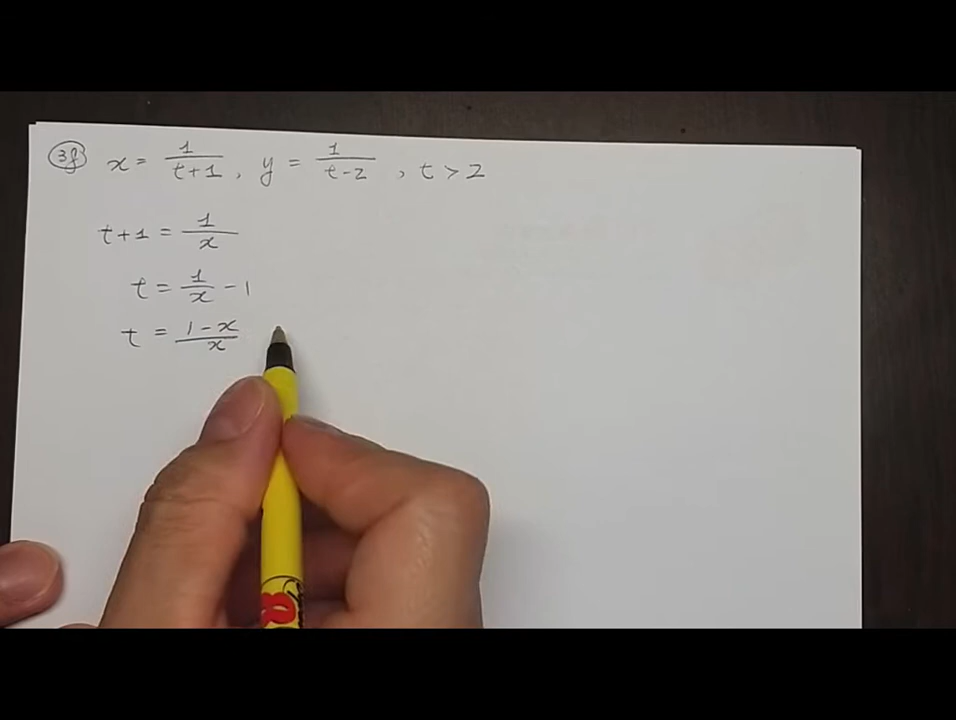 3f x = 1/(t+1), y = 1/(t-2), t > 2
t+1 = 1/x
t = 1/x - 1
t = (1-x)/x